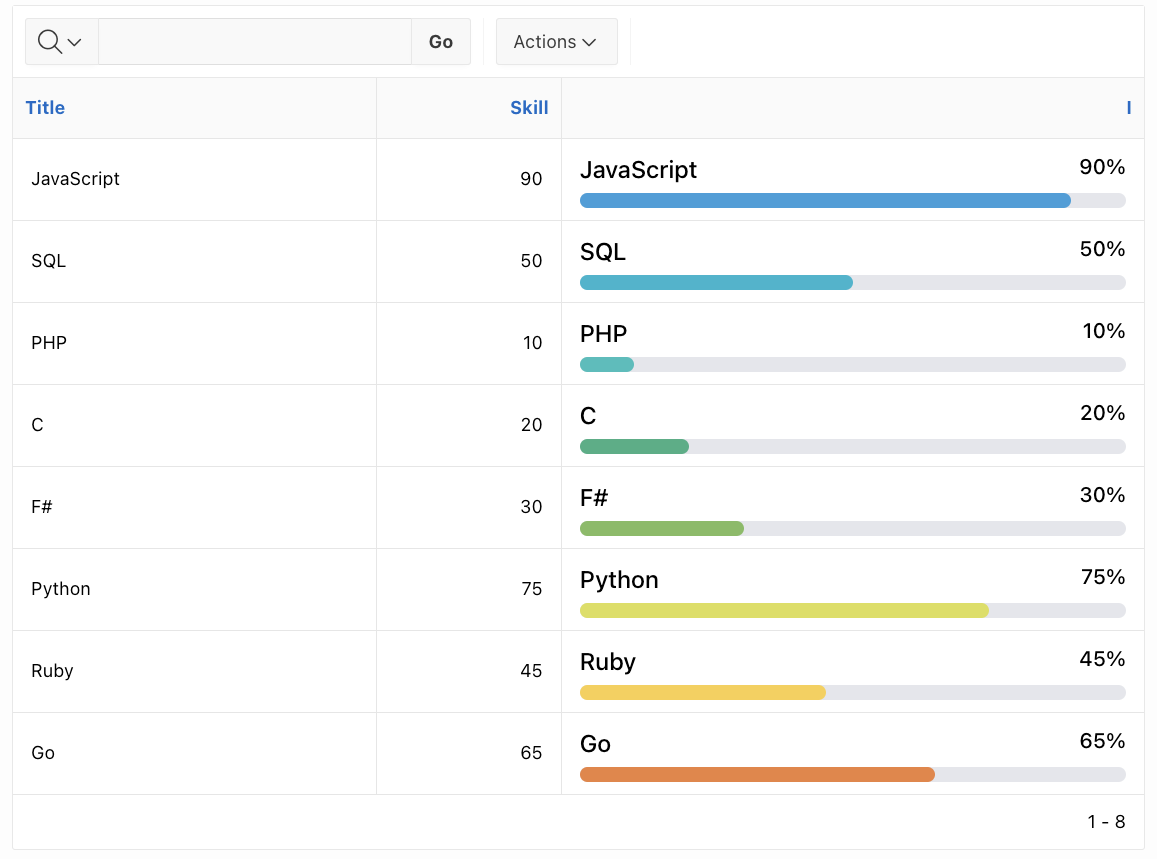 Go Actions
Title Skill I
JavaScript 90 JavaScript 90%
SQL 50 SQL 50%
PHP 10 PHP 10%
C 20 C 20%
F# 30 F# 30%
Python 75 Python 75%
Ruby 45 Ruby 45%
Go 65 Go 65%
1 - 8